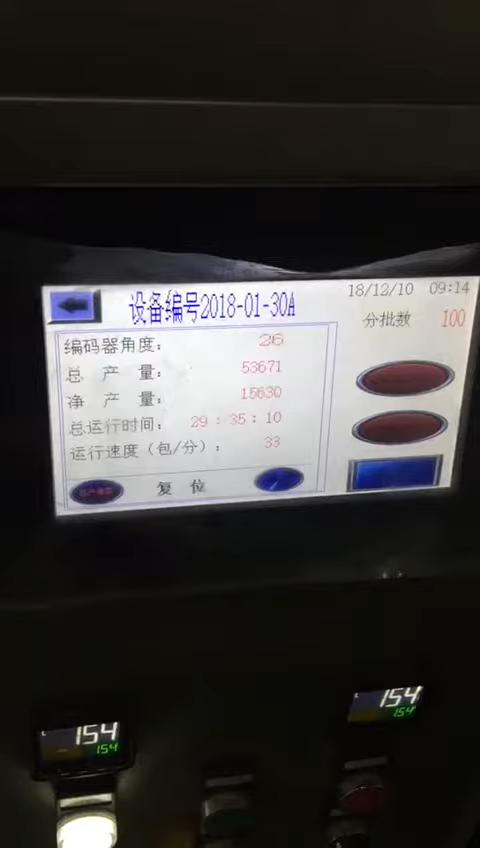 设备编号2018-01-30A
18/12/10 09:14
分批数 100
编码器角度： 26
总产量： 53671
净产量： 15630
总运行时间： 29：35：10
运行速度（包/分）： 33
复位
154
154
154
154